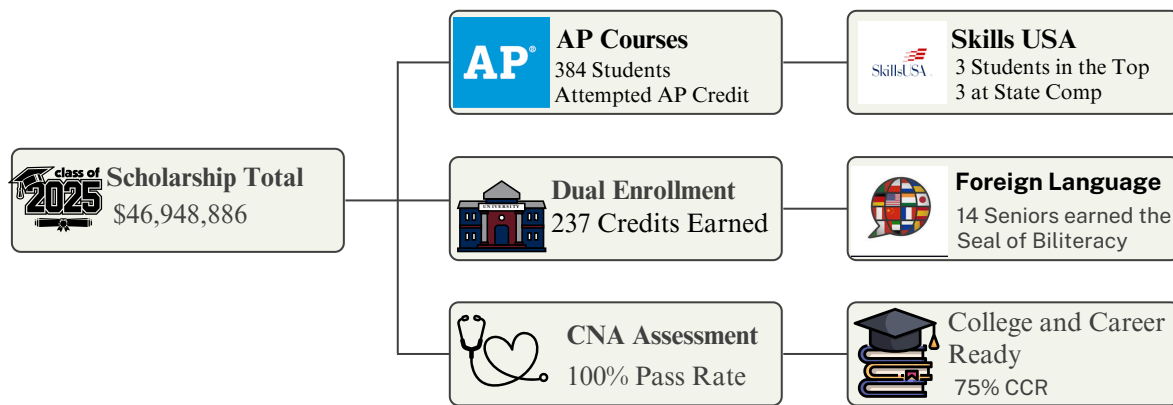 AP®
AP Courses
384 Students
Attempted AP Credit
SkillsUSA
Skills USA
3 Students in the Top
3 at State Comp
class of
2025
Scholarship Total
$46,948,886
UNIVERSITY
Dual Enrollment
237 Credits Earned
Foreign Language
14 Seniors earned the
Seal of Biliteracy
CNA Assessment
100% Pass Rate
College and Career
Ready
75% CCR